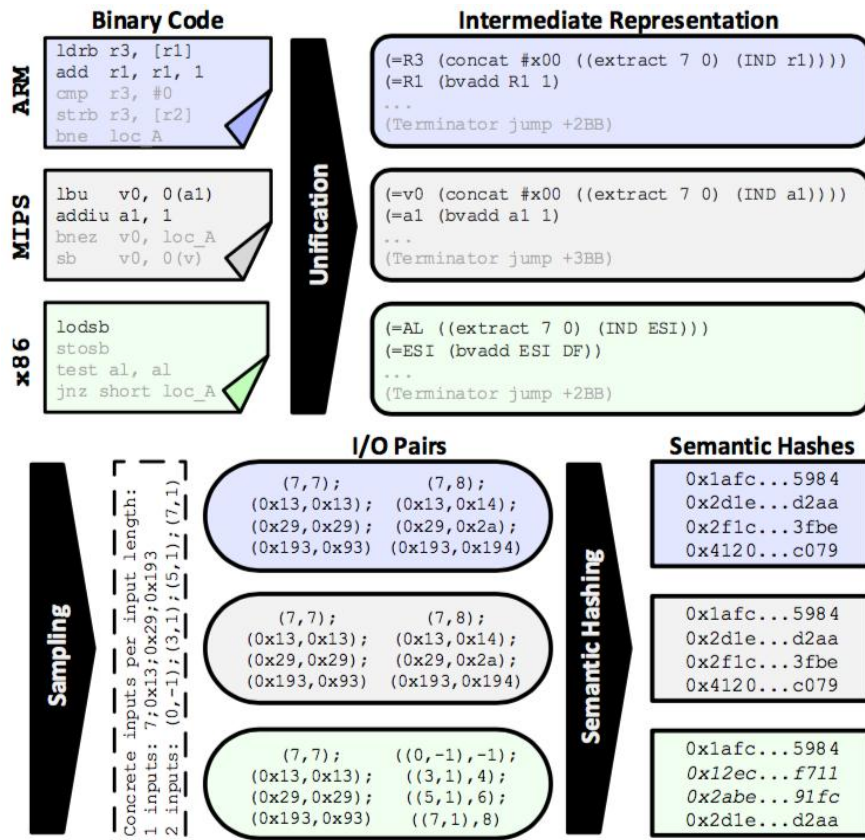 Binary Code
Intermediate Representation
ARM
ldrb r3, [r1]
add r1, r1, 1
cmp r3, #0
strb r3, [r2]
bne loc_A
Unification
(=R3 (concat #x00 ((extract 7 0) (IND r1))))
(=R1 (bvadd R1 1)
...
(Terminator jump +2BB)
MIPS
lbu v0, 0(a1)
addiu a1, 1
bnez v0, loc_A
sb v0, 0(v)
(=v0 (concat #x00 ((extract 7 0) (IND a1))))
(=a1 (bvadd a1 1)
...
(Terminator jump +3BB)
x86
lodsb
stosb
test al, al
jnz short loc_A
(=AL ((extract 7 0) (IND ESI)))
(=ESI (bvadd ESI DF))
...
(Terminator jump +2BB)
I/O Pairs
Semantic Hashes
Sampling
Concrete inputs per input length:
1 inputs: 7;0x13;0x29;0x193
2 inputs: (0,-1);(3,1);(5,1);(7,1)
(7,7); (7,8);
(0x13,0x13); (0x13,0x14);
(0x29,0x29); (0x29,0x2a);
(0x193,0x93) (0x193,0x194)
Semantic Hashing
0x1afc...5984
0x2d1e...d2aa
0x2f1c...3fbe
0x4120...c079
(7,7); (7,8);
(0x13,0x13); (0x13,0x14);
(0x29,0x29); (0x29,0x2a);
(0x193,0x93) (0x193,0x194)
0x1afc...5984
0x2d1e...d2aa
0x2f1c...3fbe
0x4120...c079
(7,7); ((0,-1),-1);
(0x13,0x13); ((3,1),4);
(0x29,0x29); ((5,1),6);
(0x193,0x93) ((7,1),8)
0x1afc...5984
0x12ec...f711
0x2abe...91fc
0x2d1e...d2aa